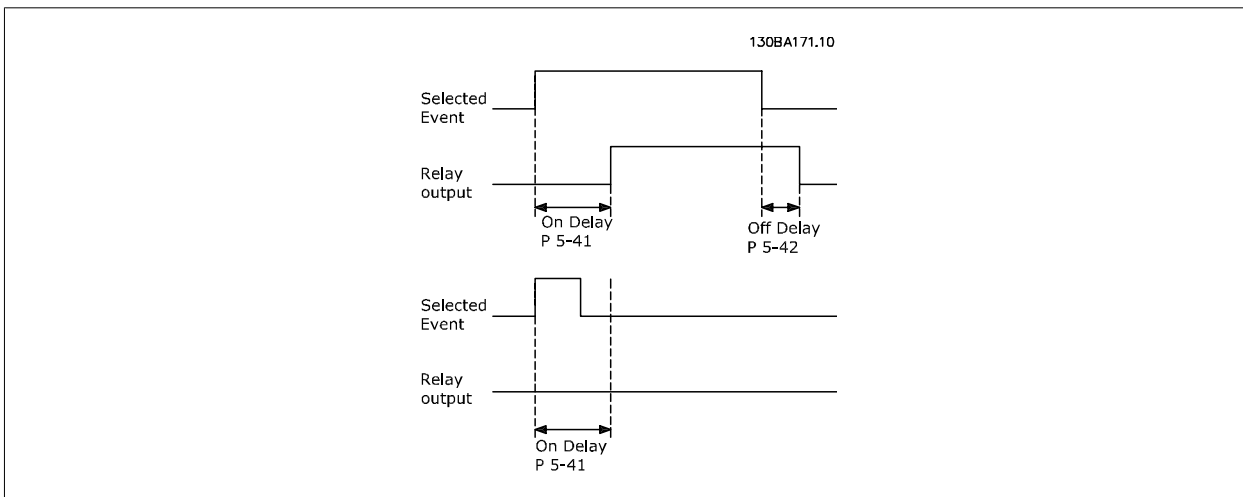 130BA171.10
Selected
Event
Relay
output
On Delay
P 5-41
Off Delay
P 5-42
Selected
Event
Relay
output
On Delay
P 5-41